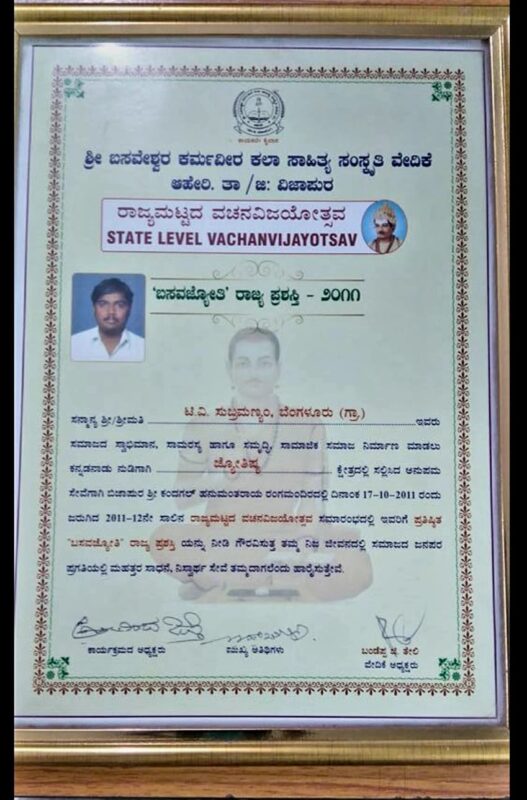 ಕಾಯಕವೇ ಕೈಲಾಸ
ಶ್ರೀ ಬಸವೇಶ್ವರ ಕರ್ಮವೀರ ಕಲಾ ಸಾಹಿತ್ಯ ಸಂಸ್ಕೃತಿ ವೇದಿಕೆ
ಆಹೇರಿ. ತಾ/ಜಿ: ವಿಜಾಪುರ
ರಾಜ್ಯಮಟ್ಟದ ವಚನವಿಜಯೋತ್ಸವ
STATE LEVEL VACHANVIJAYOTSAV
'ಬಸವಜ್ಯೋತಿ' ರಾಜ್ಯ ಪ್ರಶಸ್ತಿ - ೨೦೧೧
ಸನ್ಮಾನ್ಯ ಶ್ರೀ/ಶ್ರೀಮತಿ ಟಿ.ವಿ. ಸುಬ್ರಮಣ್ಯಂ, ಬೆಂಗಳೂರು (ಗ್ರಾ.) ಇವರು
ಸಮಾಜದ ಸ್ವಾಭಿಮಾನ, ಸಾಮರಸ್ಯ ಹಾಗೂ ಸಮೃದ್ಧಿ, ಸಾಮಾಜಿಕ ಸಮಾಜ ನಿರ್ಮಾಣ ಮಾಡಲು
ಕನ್ನಡನಾಡು ನುಡಿಗಾಗಿ ಜ್ಯೋತಿಷ್ಯ ಕ್ಷೇತ್ರದಲ್ಲಿ ಸಲ್ಲಿಸಿದ ಅನುಪಮ
ಸೇವೆಗಾಗಿ ಬಿಜಾಪುರ ಶ್ರೀ ಕಂದಗಲ್ ಹನುಮಂತರಾಯ ರಂಗಮಂದಿರದಲ್ಲಿ ದಿನಾಂಕ 17-10-2011 ರಂದು
ಜರುಗಿದ 2011-12ನೇ ಸಾಲಿನ ರಾಜ್ಯಮಟ್ಟದ ವಚನವಿಜಯೋತ್ಸವ ಸಮಾರಂಭದಲ್ಲಿ ಇವರಿಗೆ ಪ್ರತಿಷ್ಠಿತ
"ಬಸವಜ್ಯೋತಿ" ರಾಜ್ಯ ಪ್ರಶಸ್ತಿ ಯನ್ನು ನೀಡಿ ಗೌರವಿಸುತ್ತ ತಮ್ಮ ನಿಜ ಜೀವನದಲ್ಲಿ ಸಮಾಜದ ಜನಪರ
ಪ್ರಗತಿಯಲ್ಲಿ ಮಹತ್ತರ ಸಾಧನೆ, ನಿಸ್ವಾರ್ಥ ಸೇವೆ ತಮ್ಮದಾಗಲೆಂದು ಹಾರೈಸುತ್ತೇವೆ.
ಕಾರ್ಯಕ್ರಮದ ಅಧ್ಯಕ್ಷರು ಮುಖ್ಯ ಅತಿಥಿಗಳು ಬಂಡೆಪ್ಪ ಷ. ತೇಲಿ
ವೇದಿಕೆ ಅಧ್ಯಕ್ಷರು